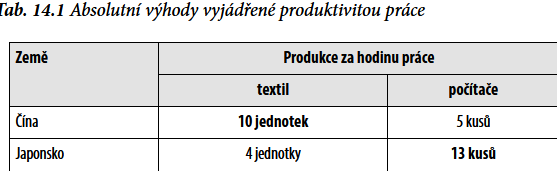 Tab. 14.1 Absolutní výhody vyjádřené produktivitou práce
Země Produkce za hodinu práce
textil počítače
Čína 10 jednotek 5 kusů
Japonsko 4 jednotky 13 kusů